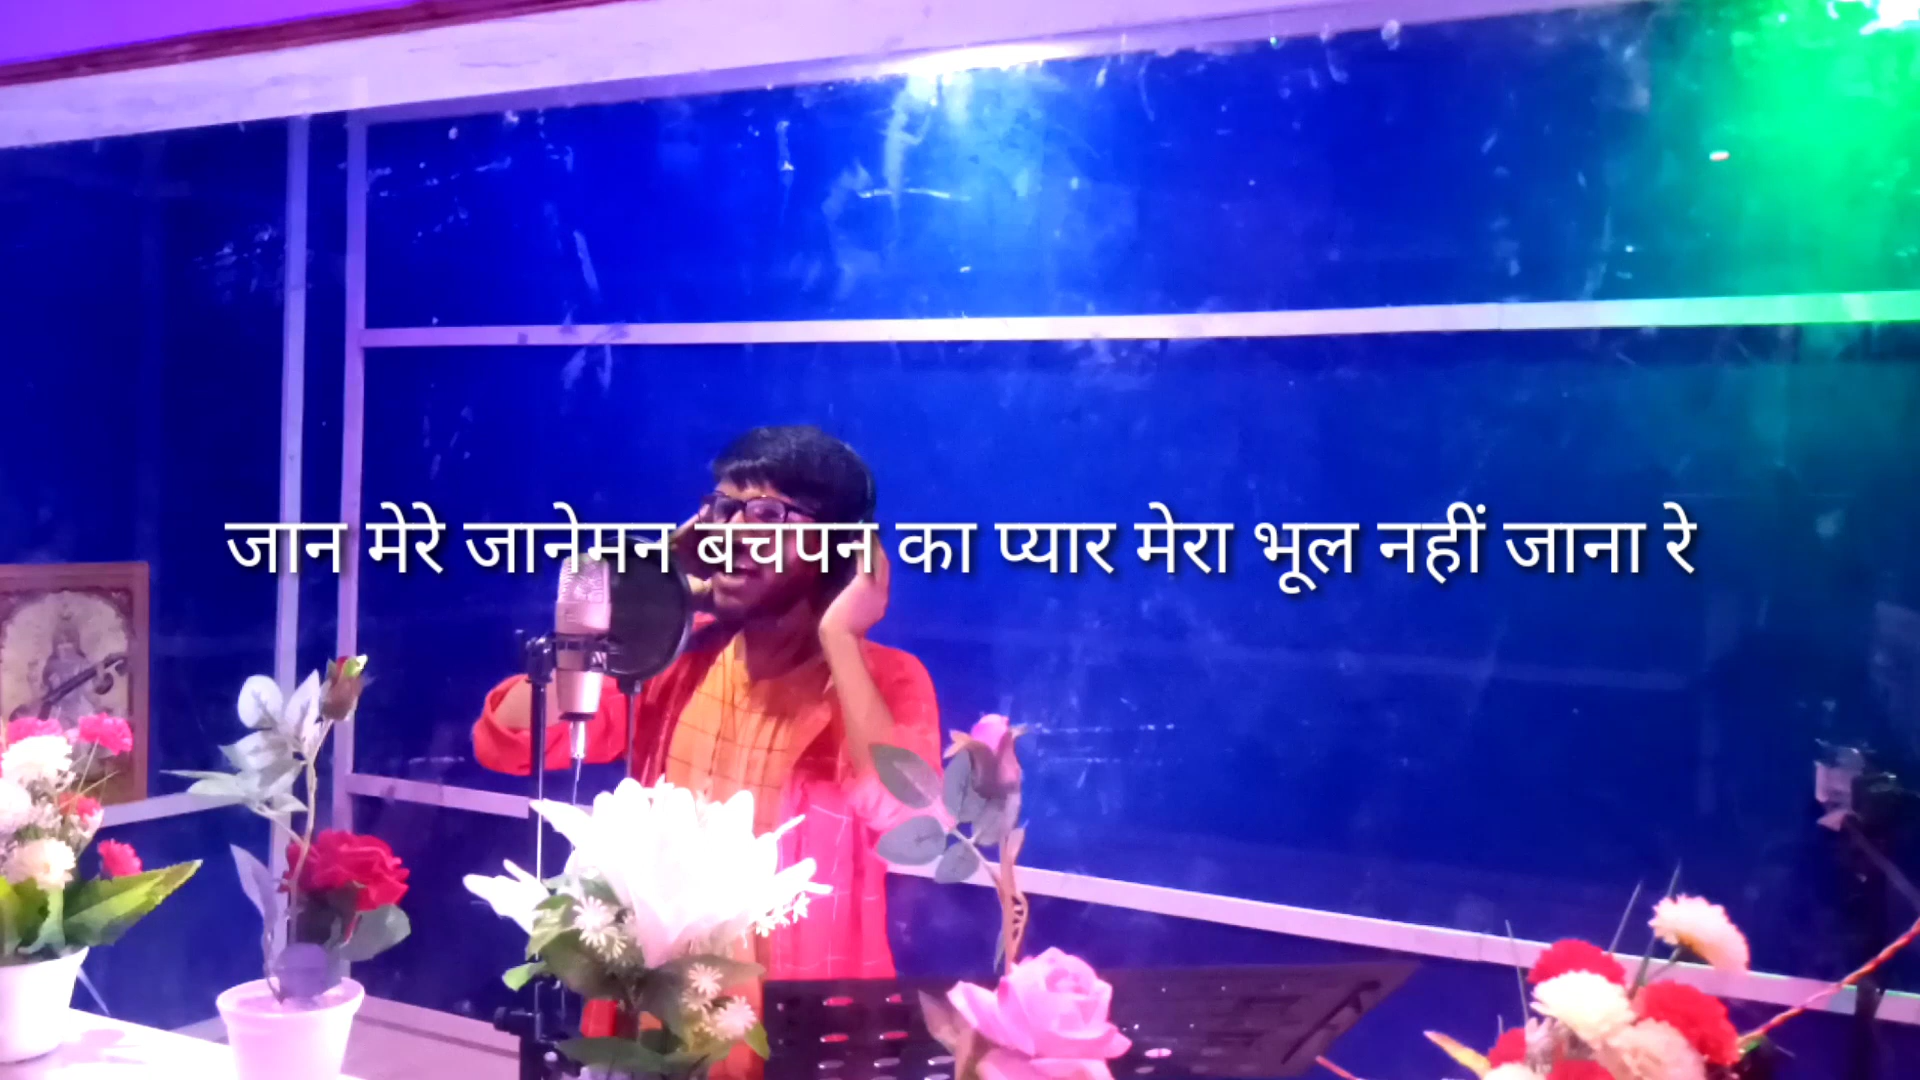 जान मेरे जानेमन बचपन का प्यार मेरा भूल नहीं जाना रे